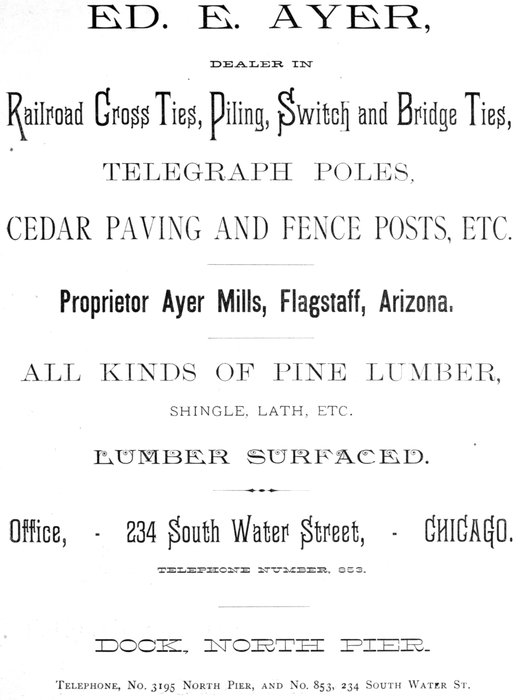 ED. E. AYER,
DEALER IN
Railroad Cross Ties, Piling, Switch and Bridge Ties,
TELEGRAPH POLES,
CEDAR PAVING AND FENCE POSTS, ETC.
Proprietor Ayer Mills, Flagstaff, Arizona.
ALL KINDS OF PINE LUMBER,
SHINGLE, LATH, ETC.
LUMBER SURFACED.
Office, - 234 South Water Street, - CHICAGO.
TELEPHONE NUMBER, 853.
DOCK, NORTH PIER.
TELEPHONE, NO. 3195 NORTH PIER, AND NO. 853, 234 SOUTH WATER ST.